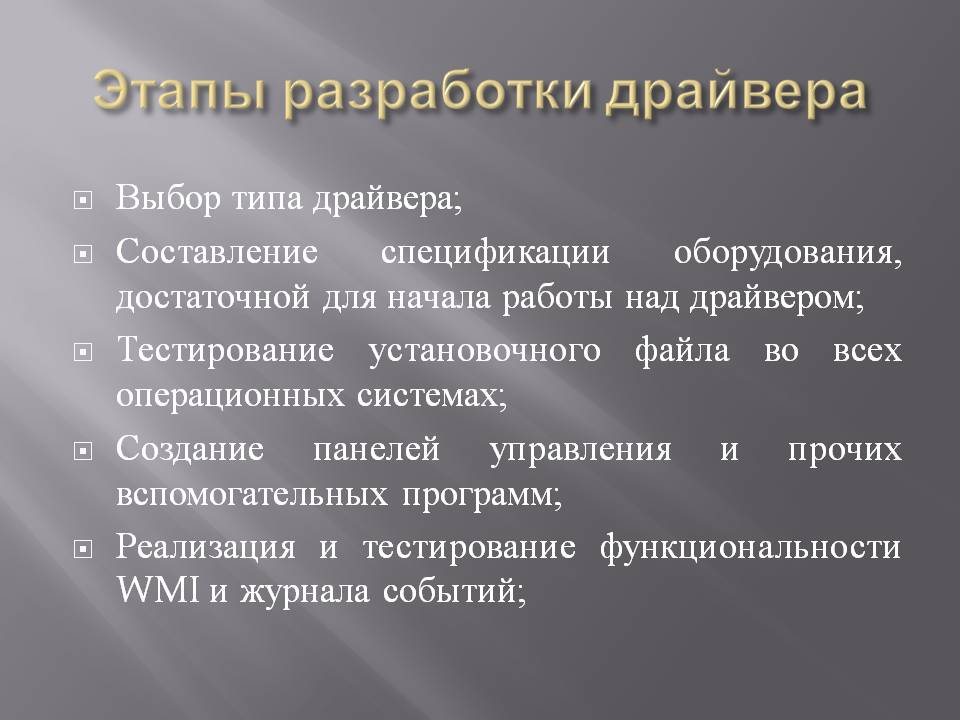 Этапы разработки драйвера
Выбор типа драйвера;
Составление спецификации оборудования,
достаточной для начала работы над драйвером;
Тестирование установочного файла во всех
операционных системах;
Создание панелей управления и прочих
вспомогательных программ;
Реализация и тестирование функциональности
WMI и журнала событий;